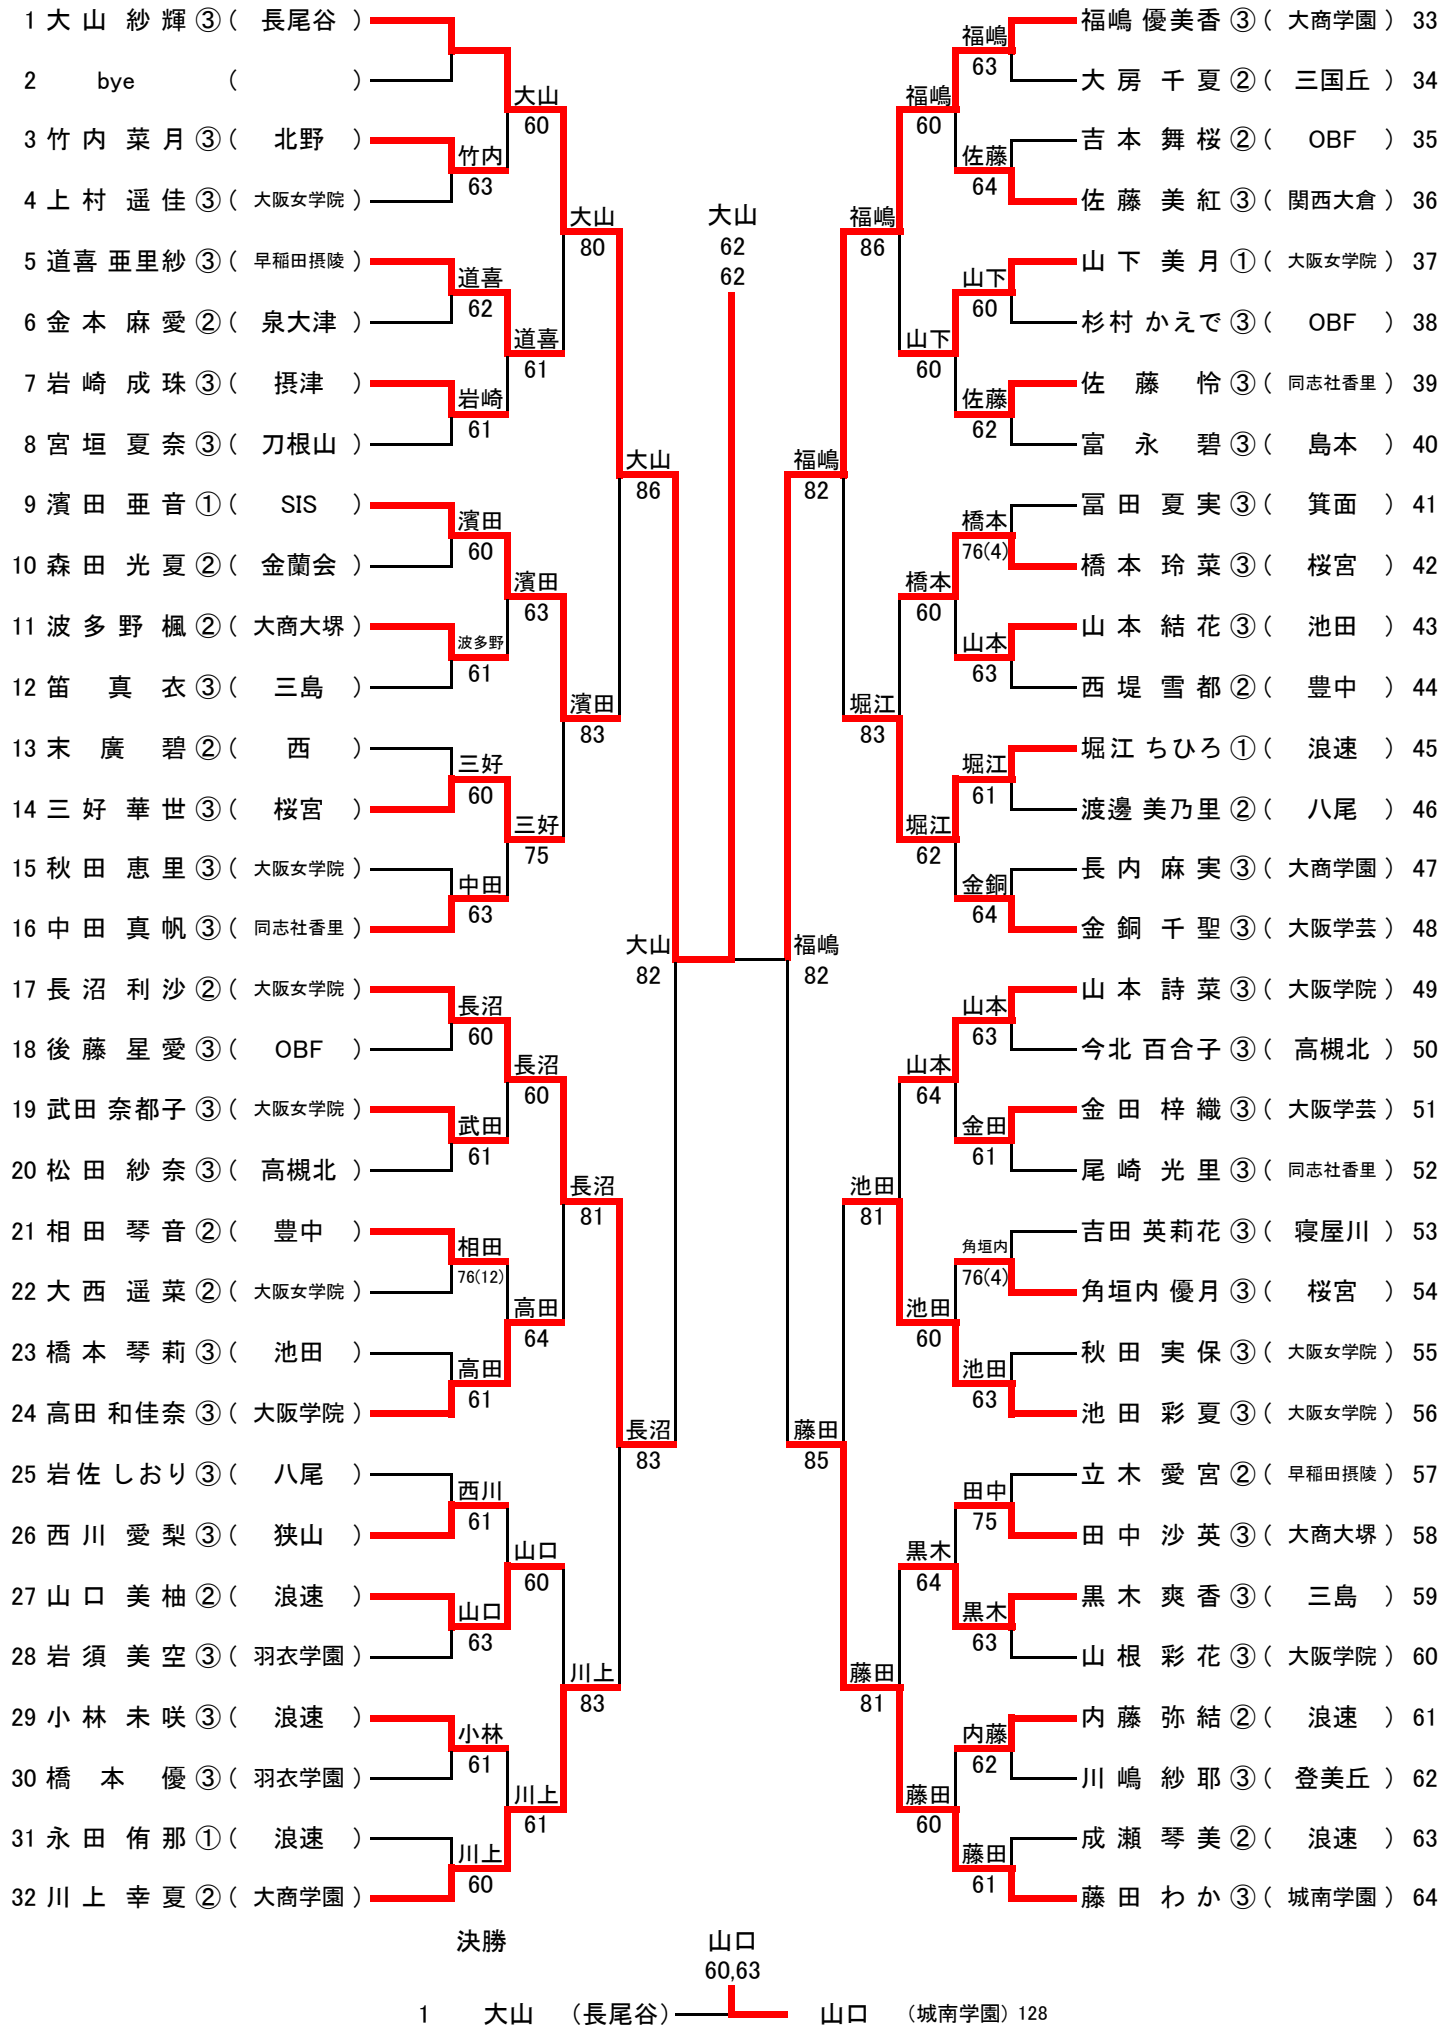 1 大山 紗輝 ③ ( 長尾谷 )
2 bye ( )
3 竹内 菜月 ③ ( 北野 )
4 上村 遥佳 ③ ( 大阪女学院 )
5 道喜 亜里紗 ③ ( 早稲田摂陵 )
6 金本 麻愛 ② ( 泉大津 )
7 岩崎 成珠 ③ ( 摂津 )
8 宮垣 夏奈 ③ ( 刀根山 )
9 濱田 亜音 ① ( SIS )
10 森田 光夏 ② ( 金蘭会 )
11 波多野 楓 ② ( 大商大堺 )
12 笛 真衣 ③ ( 三島 )
13 末廣 碧 ② ( 西 )
14 三好 華世 ③ ( 桜宮 )
15 秋田 恵里 ③ ( 大阪女学院 )
16 中田 真帆 ③ ( 同志社香里 )
17 長沼 利沙 ② ( 大阪女学院 )
18 後藤 星愛 ③ ( OBF )
19 武田 奈都子 ③ ( 大阪女学院 )
20 松田 紗奈 ③ ( 高槻北 )
21 相田 琴音 ② ( 豊中 )
22 大西 遥菜 ② ( 大阪女学院 )
23 橋本 琴莉 ③ ( 池田 )
24 高田 和佳奈 ③ ( 大阪学院 )
25 岩佐 しおり ③ ( 八尾 )
26 西川 愛梨 ③ ( 狭山 )
27 山口 美柚 ② ( 浪速 )
28 岩須 美空 ③ ( 羽衣学園 )
29 小林 未咲 ③ ( 浪速 )
30 橋本 優 ③ ( 羽衣学園 )
31 永田 侑那 ① ( 浪速 )
32 川上 幸夏 ② ( 大商学園 )
竹内
63
道喜
62
岩崎
61
濱田
60
波多野
61
三好
60
中田
63
長沼
60
武田
61
相田
76(12)
高田
61
西川
61
山口
63
小林
61
川上
60
大山
60
道喜
61
濱田
63
三好
75
長沼
60
高田
64
山口
60
川上
61
大山
80
濱田
83
長沼
81
川上
83
大山
86
長沼
83
大山
82
大山
62
62
福嶋
82
福嶋
82
藤田
85
福嶋
86
堀江
83
池田
81
藤田
81
福嶋
60
山下
60
橋本
60
堀江
62
山本
64
池田
60
黒木
64
藤田
60
福嶋
63
佐藤
64
山下
60
佐藤
62
橋本
76(4)
山本
63
堀江
61
金銅
64
山本
63
金田
61
角垣内
76(4)
池田
63
田中
75
黒木
63
内藤
62
藤田
61
福嶋 優美香 ③ ( 大商学園 ) 33
大房 千夏 ② ( 三国丘 ) 34
吉本 舞桜 ② ( OBF ) 35
佐藤 美紅 ③ ( 関西大倉 ) 36
山下 美月 ① ( 大阪女学院 ) 37
杉村 かえで ③ ( OBF ) 38
佐藤 怜 ③ ( 同志社香里 ) 39
富永 碧 ③ ( 島本 ) 40
冨田 夏実 ③ ( 箕面 ) 41
橋本 玲菜 ③ ( 桜宮 ) 42
山本 結花 ③ ( 池田 ) 43
西堤 雪都 ② ( 豊中 ) 44
堀江 ちひろ ① ( 浪速 ) 45
渡邊 美乃里 ② ( 八尾 ) 46
長内 麻実 ③ ( 大商学園 ) 47
金銅 千聖 ③ ( 大阪学芸 ) 48
山本 詩菜 ③ ( 大阪学院 ) 49
今北 百合子 ③ ( 高槻北 ) 50
金田 梓織 ③ ( 大阪学芸 ) 51
尾崎 光里 ③ ( 同志社香里 ) 52
吉田 英莉花 ③ ( 寝屋川 ) 53
角垣内 優月 ③ ( 桜宮 ) 54
秋田 実保 ③ ( 大阪女学院 ) 55
池田 彩夏 ③ ( 大阪女学院 ) 56
立木 愛宮 ② ( 早稲田摂陵 ) 57
田中 沙英 ③ ( 大商大堺 ) 58
黒木 爽香 ③ ( 三島 ) 59
山根 彩花 ③ ( 大阪学院 ) 60
内藤 弥結 ② ( 浪速 ) 61
川嶋 紗耶 ③ ( 登美丘 ) 62
成瀬 琴美 ② ( 浪速 ) 63
藤田 わか ③ ( 城南学園 ) 64
決勝
山口
60,63
1 大山 (長尾谷) 山口 (城南学園) 128